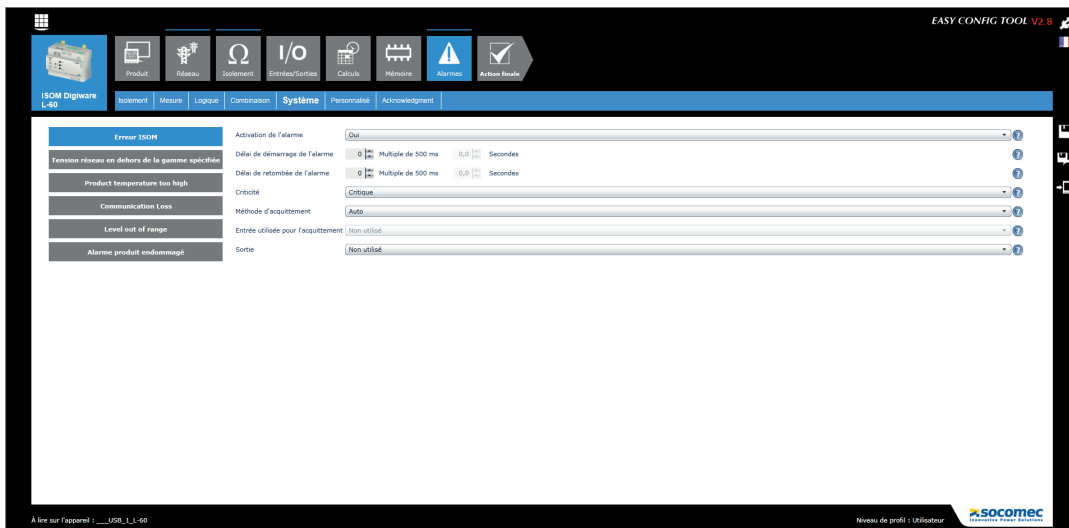 EASY CONFIG TOOL V2.8
Produit
Réseau
Ω
Isolement
I/O
Entrées/Sorties
Calculs
Mémoire
Alarmes
Action finale
ISOM Digiware
L-60
Isolement
Mesure
Logique
Combinaison
Système
Personnalisé
Acknowledgment
Erreur ISOM
Tension réseau en dehors de la gamme spécifiée
Product temperature too high
Communication Loss
Level out of range
Alarme produit endommagé
Activation de l'alarme Oui ?
Délai de démarrage de l'alarme 0 Multiple de 500 ms 0,0 Secondes ?
Délai de retombée de l'alarme 0 Multiple de 500 ms 0,0 Secondes ?
Criticité Critique ?
Méthode d'acquittement Auto ?
Entrée utilisée pour l'acquittement Non utilisé ?
Sortie Non utilisé ?
À lire sur l'appareil : ___USB_1_L-60
Niveau de profil : Utilisateur
socomec
Innovative Power Solutions